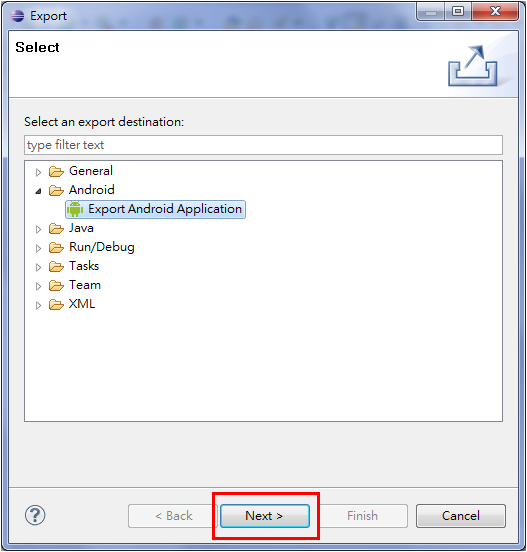 Export
Select
Select an export destination:
type filter text
General
Android
Export Android Application
Java
Run/Debug
Tasks
Team
XML
?
< Back Next > Finish Cancel